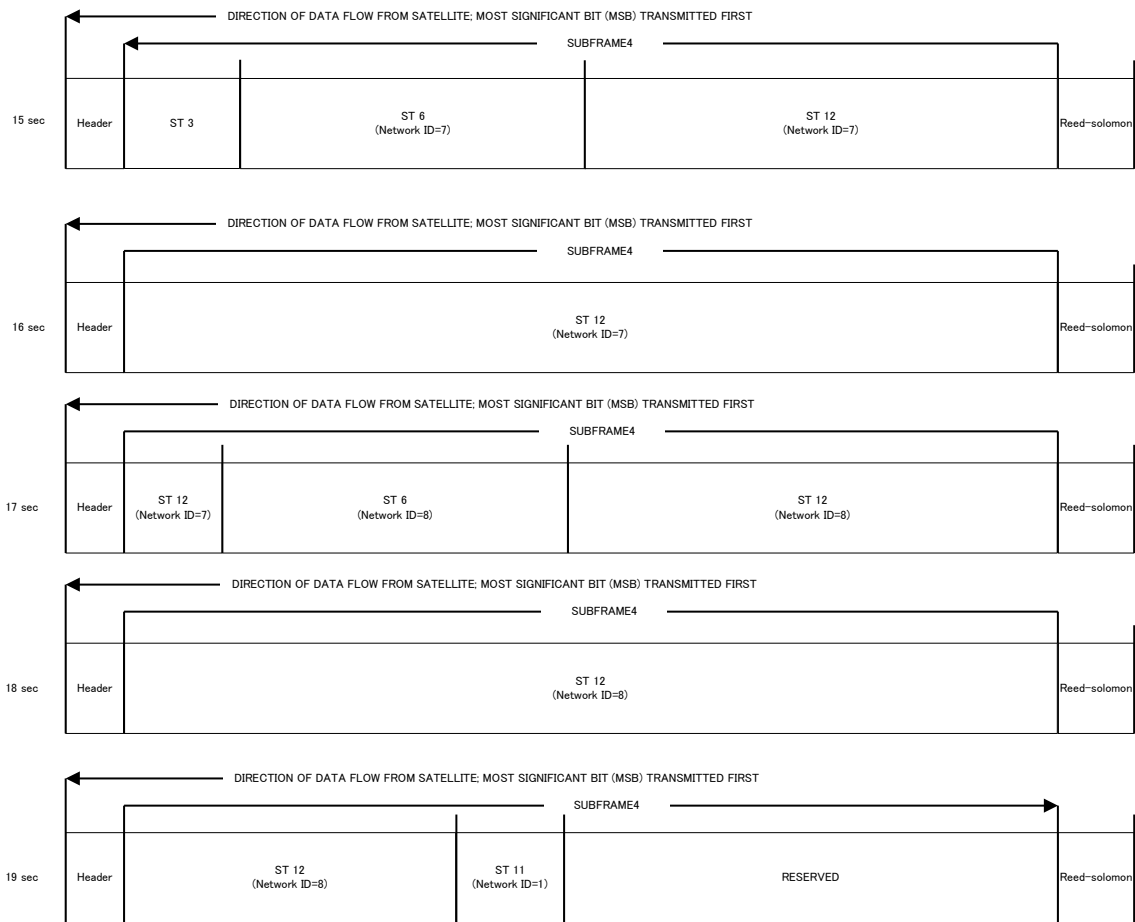 DIRECTION OF DATA FLOW FROM SATELLITE; MOST SIGNIFICANT BIT (MSB) TRANSMITTED FIRST
SUBFRAME4
15 sec
Header
ST 3
ST 6
(Network ID=7)
ST 12
(Network ID=7)
Reed-solomon
DIRECTION OF DATA FLOW FROM SATELLITE; MOST SIGNIFICANT BIT (MSB) TRANSMITTED FIRST
SUBFRAME4
16 sec
Header
ST 12
(Network ID=7)
Reed-solomon
DIRECTION OF DATA FLOW FROM SATELLITE; MOST SIGNIFICANT BIT (MSB) TRANSMITTED FIRST
SUBFRAME4
17 sec
Header
ST 12
(Network ID=7)
ST 6
(Network ID=8)
ST 12
(Network ID=8)
Reed-solomon
DIRECTION OF DATA FLOW FROM SATELLITE; MOST SIGNIFICANT BIT (MSB) TRANSMITTED FIRST
SUBFRAME4
18 sec
Header
ST 12
(Network ID=8)
Reed-solomon
DIRECTION OF DATA FLOW FROM SATELLITE; MOST SIGNIFICANT BIT (MSB) TRANSMITTED FIRST
SUBFRAME4
19 sec
Header
ST 12
(Network ID=8)
ST 11
(Network ID=1)
RESERVED
Reed-solomon